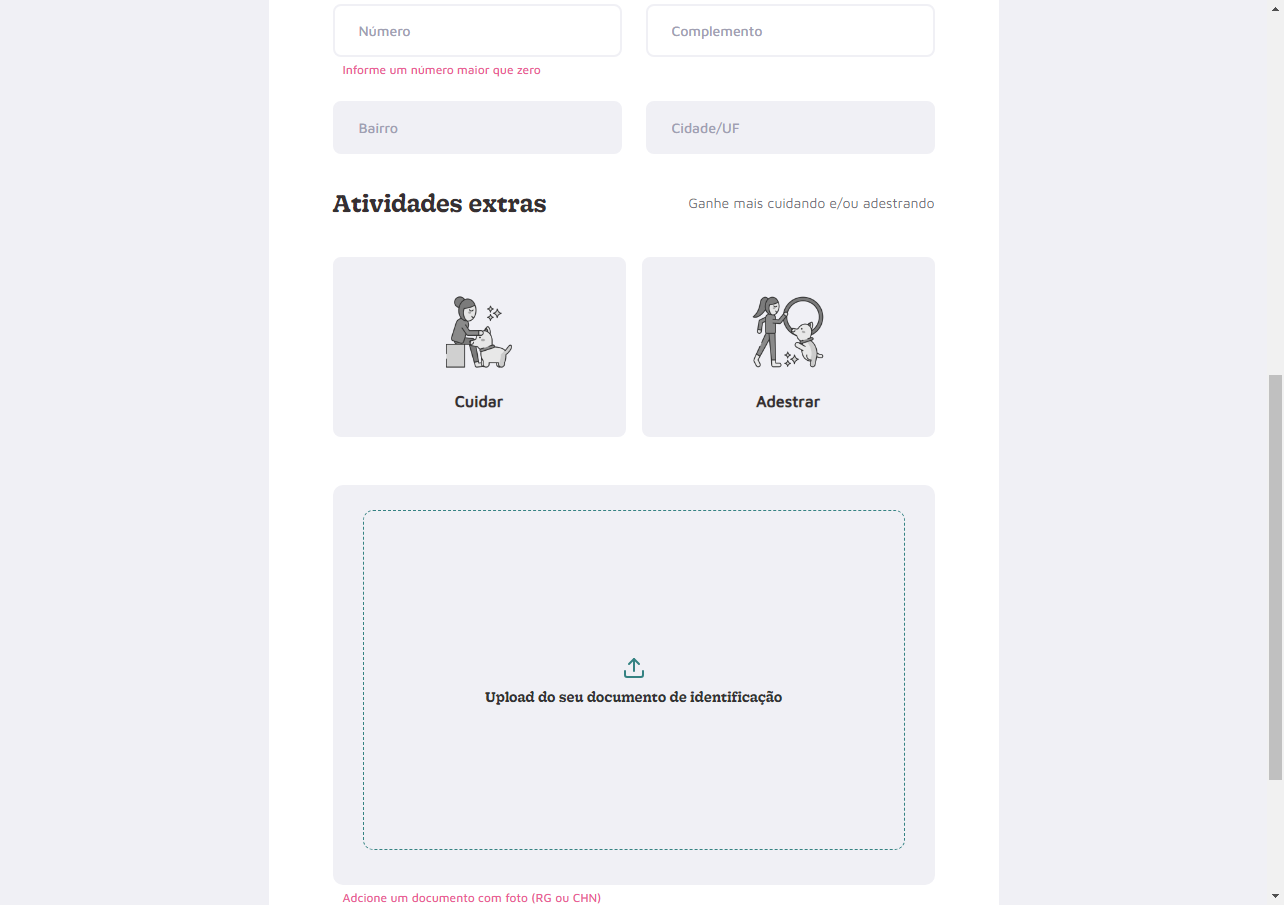 Número
Complemento
Informe um número maior que zero
Bairro
Cidade/UF
Atividades extras
Ganhe mais cuidando e/ou adestrando
Cuidar
Adestrar
Upload do seu documento de identificação
Adcione um documento com foto (RG ou CHN)